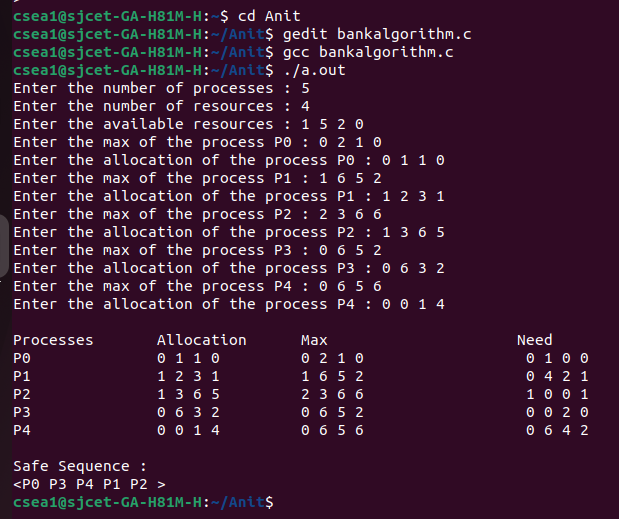 csea1@sjcet-GA-H81M-H:~$ cd Anit
csea1@sjcet-GA-H81M-H:~/Anit$ gedit bankalgorithm.c
csea1@sjcet-GA-H81M-H:~/Anit$ gcc bankalgorithm.c
csea1@sjcet-GA-H81M-H:~/Anit$ ./a.out
Enter the number of processes : 5
Enter the number of resources : 4
Enter the available resources : 1 5 2 0
Enter the max of the process P0 : 0 2 1 0
Enter the allocation of the process P0 : 0 1 1 0
Enter the max of the process P1 : 1 6 5 2
Enter the allocation of the process P1 : 1 2 3 1
Enter the max of the process P2 : 2 3 6 6
Enter the allocation of the process P2 : 1 3 6 5
Enter the max of the process P3 : 0 6 5 2
Enter the allocation of the process P3 : 0 6 3 2
Enter the max of the process P4 : 0 6 5 6
Enter the allocation of the process P4 : 0 0 1 4

Processes Allocation Max Need
P0 0 1 1 0 0 2 1 0 0 1 0 0
P1 1 2 3 1 1 6 5 2 0 4 2 1
P2 1 3 6 5 2 3 6 6 1 0 0 1
P3 0 6 3 2 0 6 5 2 0 0 2 0
P4 0 0 1 4 0 6 5 6 0 6 4 2

Safe Sequence :
<P0 P3 P4 P1 P2 >
csea1@sjcet-GA-H81M-H:~/Anit$